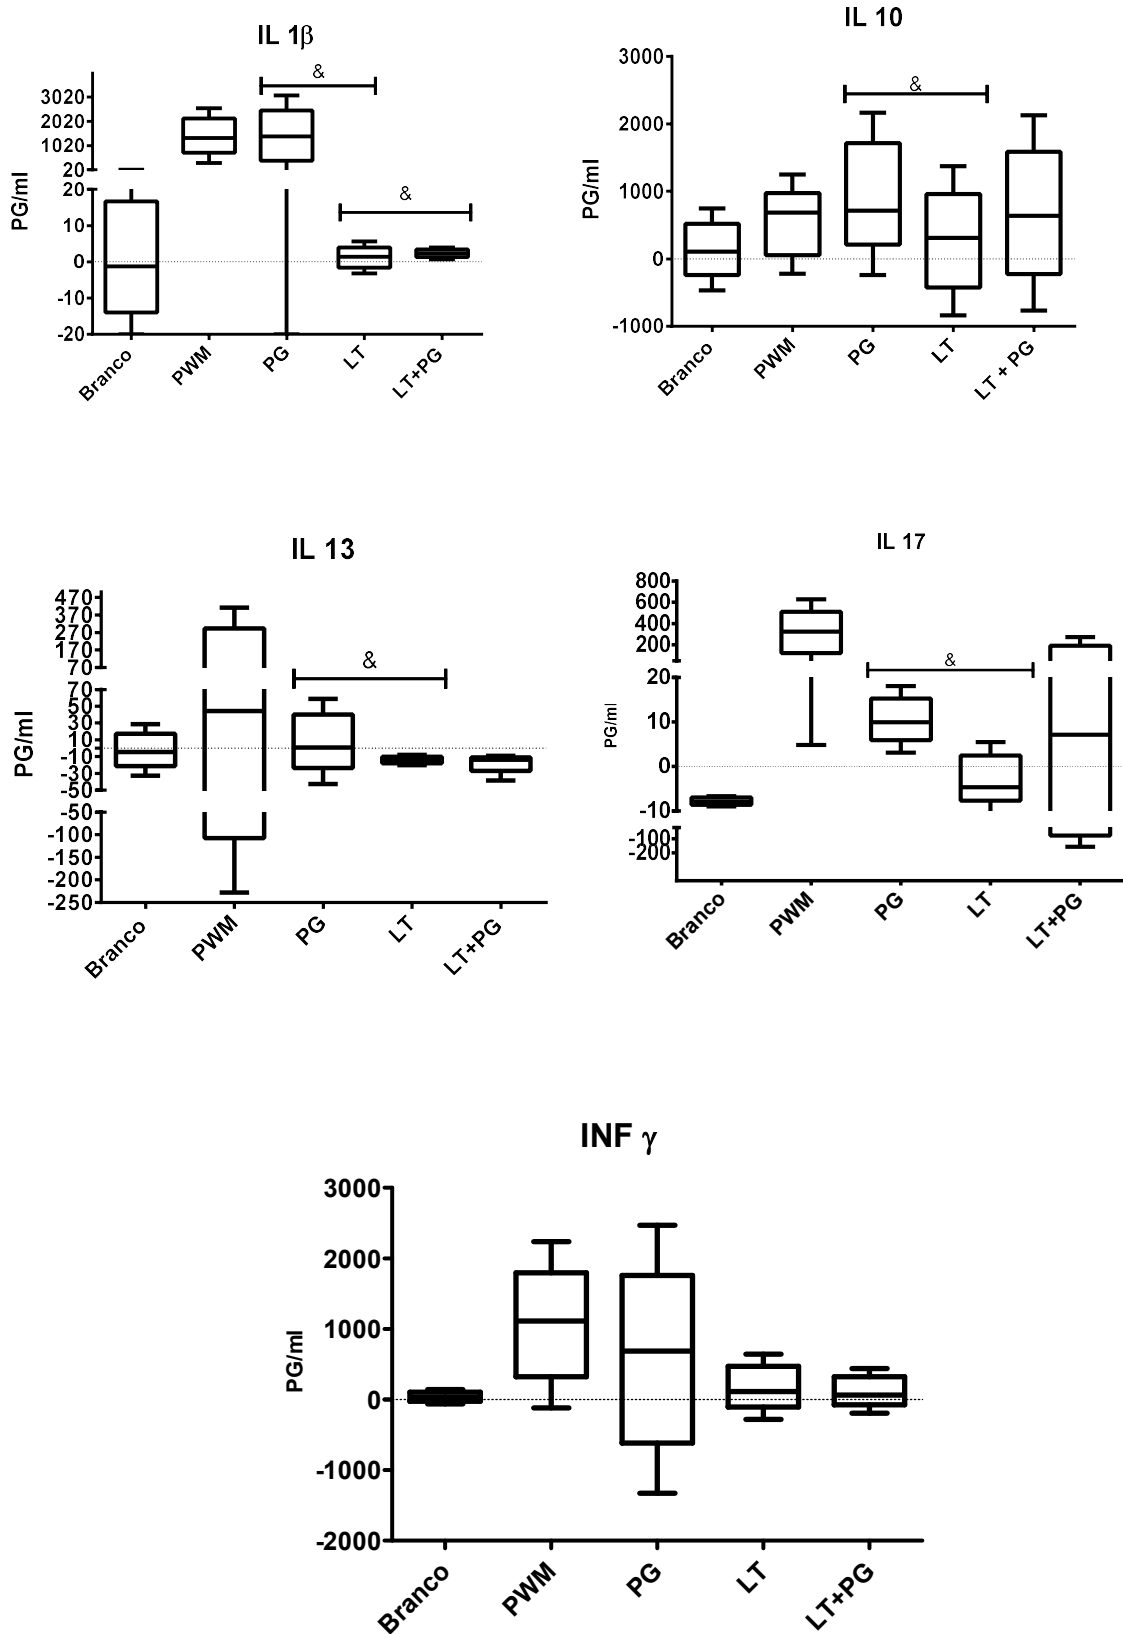 IL 1β
&
3020
2020
1020
20
20
10
0
-10
-20
PG/ml
&
Branco
PWM
PG
LT
LT+PG
IL 10
3000
2000
1000
0
-1000
PG/ml
&
Branco
PWM
PG
LT
LT + PG
IL 13
470
370
270
170
70
70
50
30
10
-10
-30
-50
-50
-100
-150
-200
-250
PG/ml
&
Branco
PWM
PG
LT
LT+PG
IL 17
800
600
400
200
20
10
0
-10
-100
-200
PG/ml
&
Branco
PWM
PG
LT
LT+PG
INF γ
3000
2000
1000
0
-1000
-2000
PG/ml
Branco
PWM
PG
LT
LT+PG